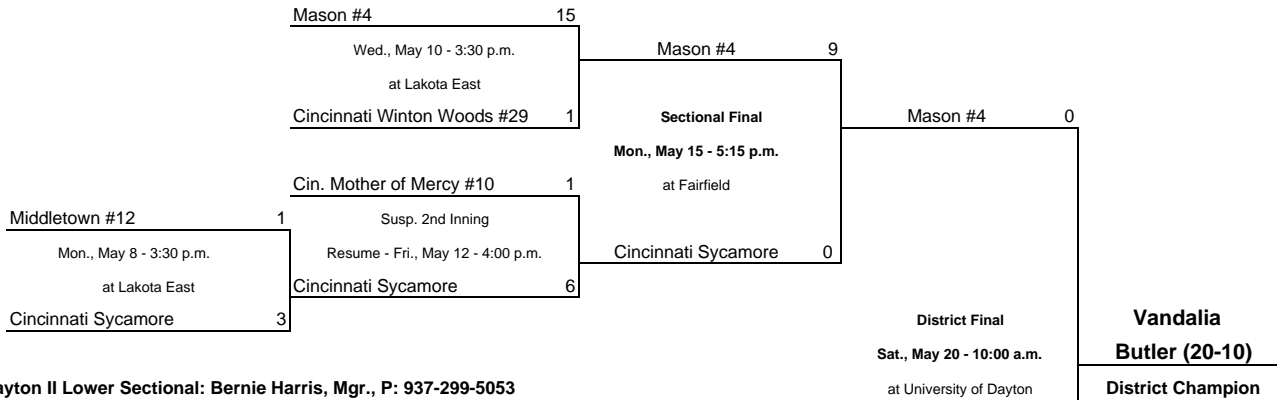 Mason #4 15
Wed., May 10 - 3:30 p.m.
at Lakota East
Cincinnati Winton Woods #29 1
Mason #4 9
Sectional Final
Mon., May 15 - 5:15 p.m.
at Fairfield
Mason #4 0
Cin. Mother of Mercy #10 1
Susp. 2nd Inning
Resume - Fri., May 12 - 4:00 p.m.
Cincinnati Sycamore 6
Middletown #12 1
Mon., May 8 - 3:30 p.m.
at Lakota East
Cincinnati Sycamore 3
Cincinnati Sycamore 0
District Final
Sat., May 20 - 10:00 a.m.
at University of Dayton
Vandalia
Butler (20-10)
District Champion
ayton II Lower Sectional: Bernie Harris, Mgr., P: 937-299-5053